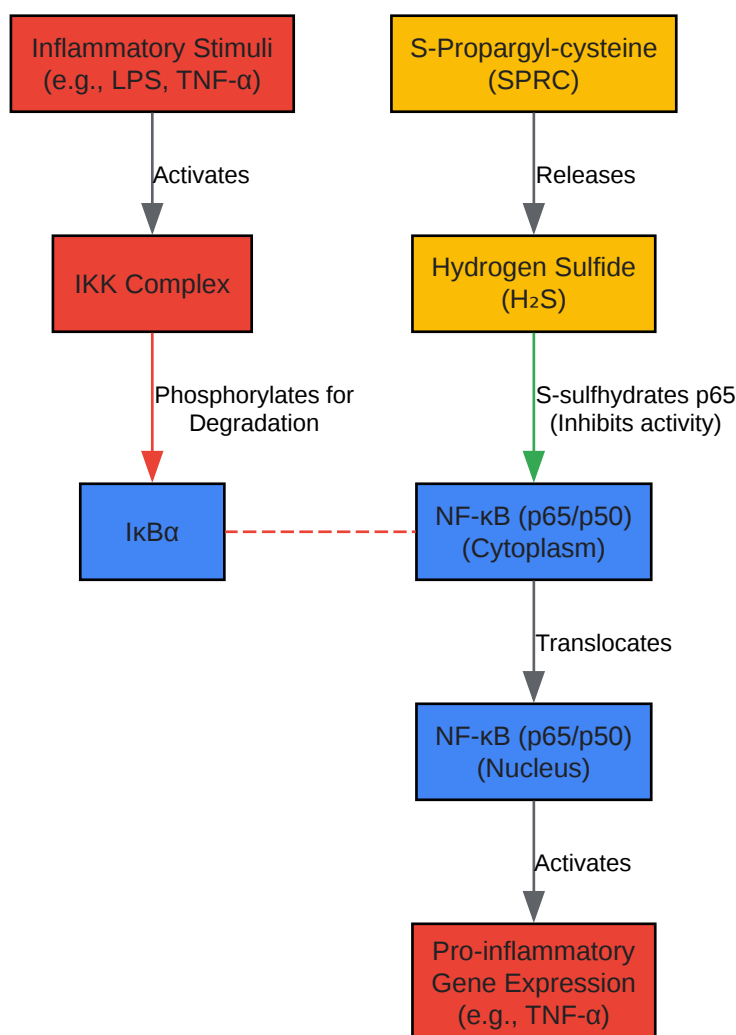 Inflammatory Stimuli
(e.g., LPS, TNF-α)
S-Propargyl-cysteine
(SPRC)
Activates
Releases
IKK Complex
Hydrogen Sulfide
(H₂S)
Phosphorylates for
Degradation
S-sulfhydrates p65
(Inhibits activity)
IκBα
NF-κB (p65/p50)
(Cytoplasm)
Translocates
NF-κB (p65/p50)
(Nucleus)
Activates
Pro-inflammatory
Gene Expression
(e.g., TNF-α)